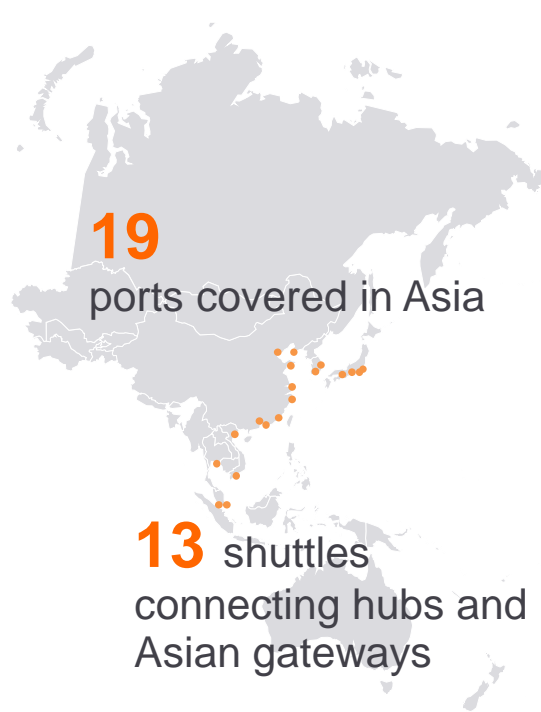 19
ports covered in Asia
13 shuttles
connecting hubs and
Asian gateways